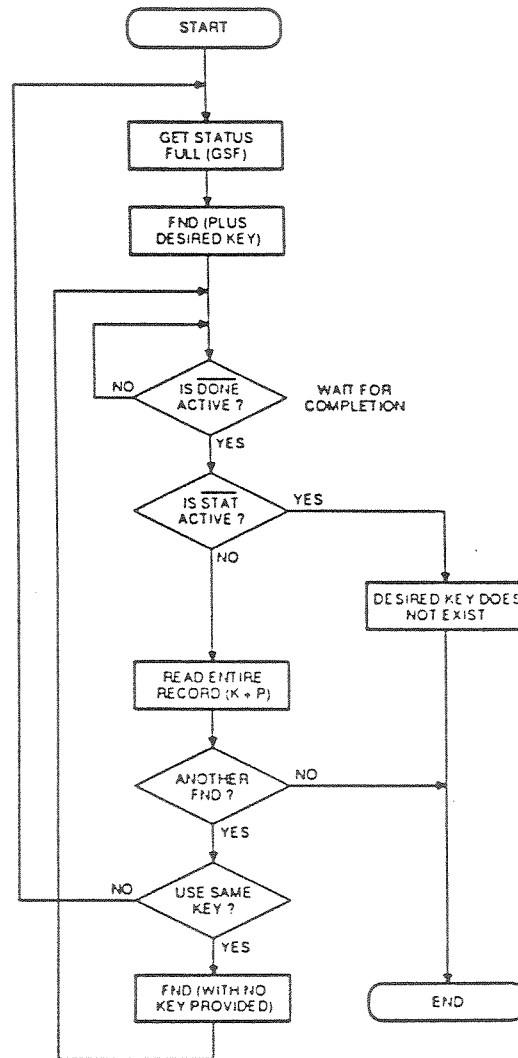 START
GET STATUS
FULL (GSF)
FND (PLUS
DESIRED KEY)
IS DONE
ACTIVE ?
NO
WAIT FOR
COMPLETION
YES
IS STAT
ACTIVE ?
YES
NO
DESIRED KEY DOES
NOT EXIST
READ ENTIRE
RECORD (K + P)
ANOTHER
FND ?
NO
YES
USE SAME
KEY ?
NO
YES
FND (WITH NO
KEY PROVIDED)
END